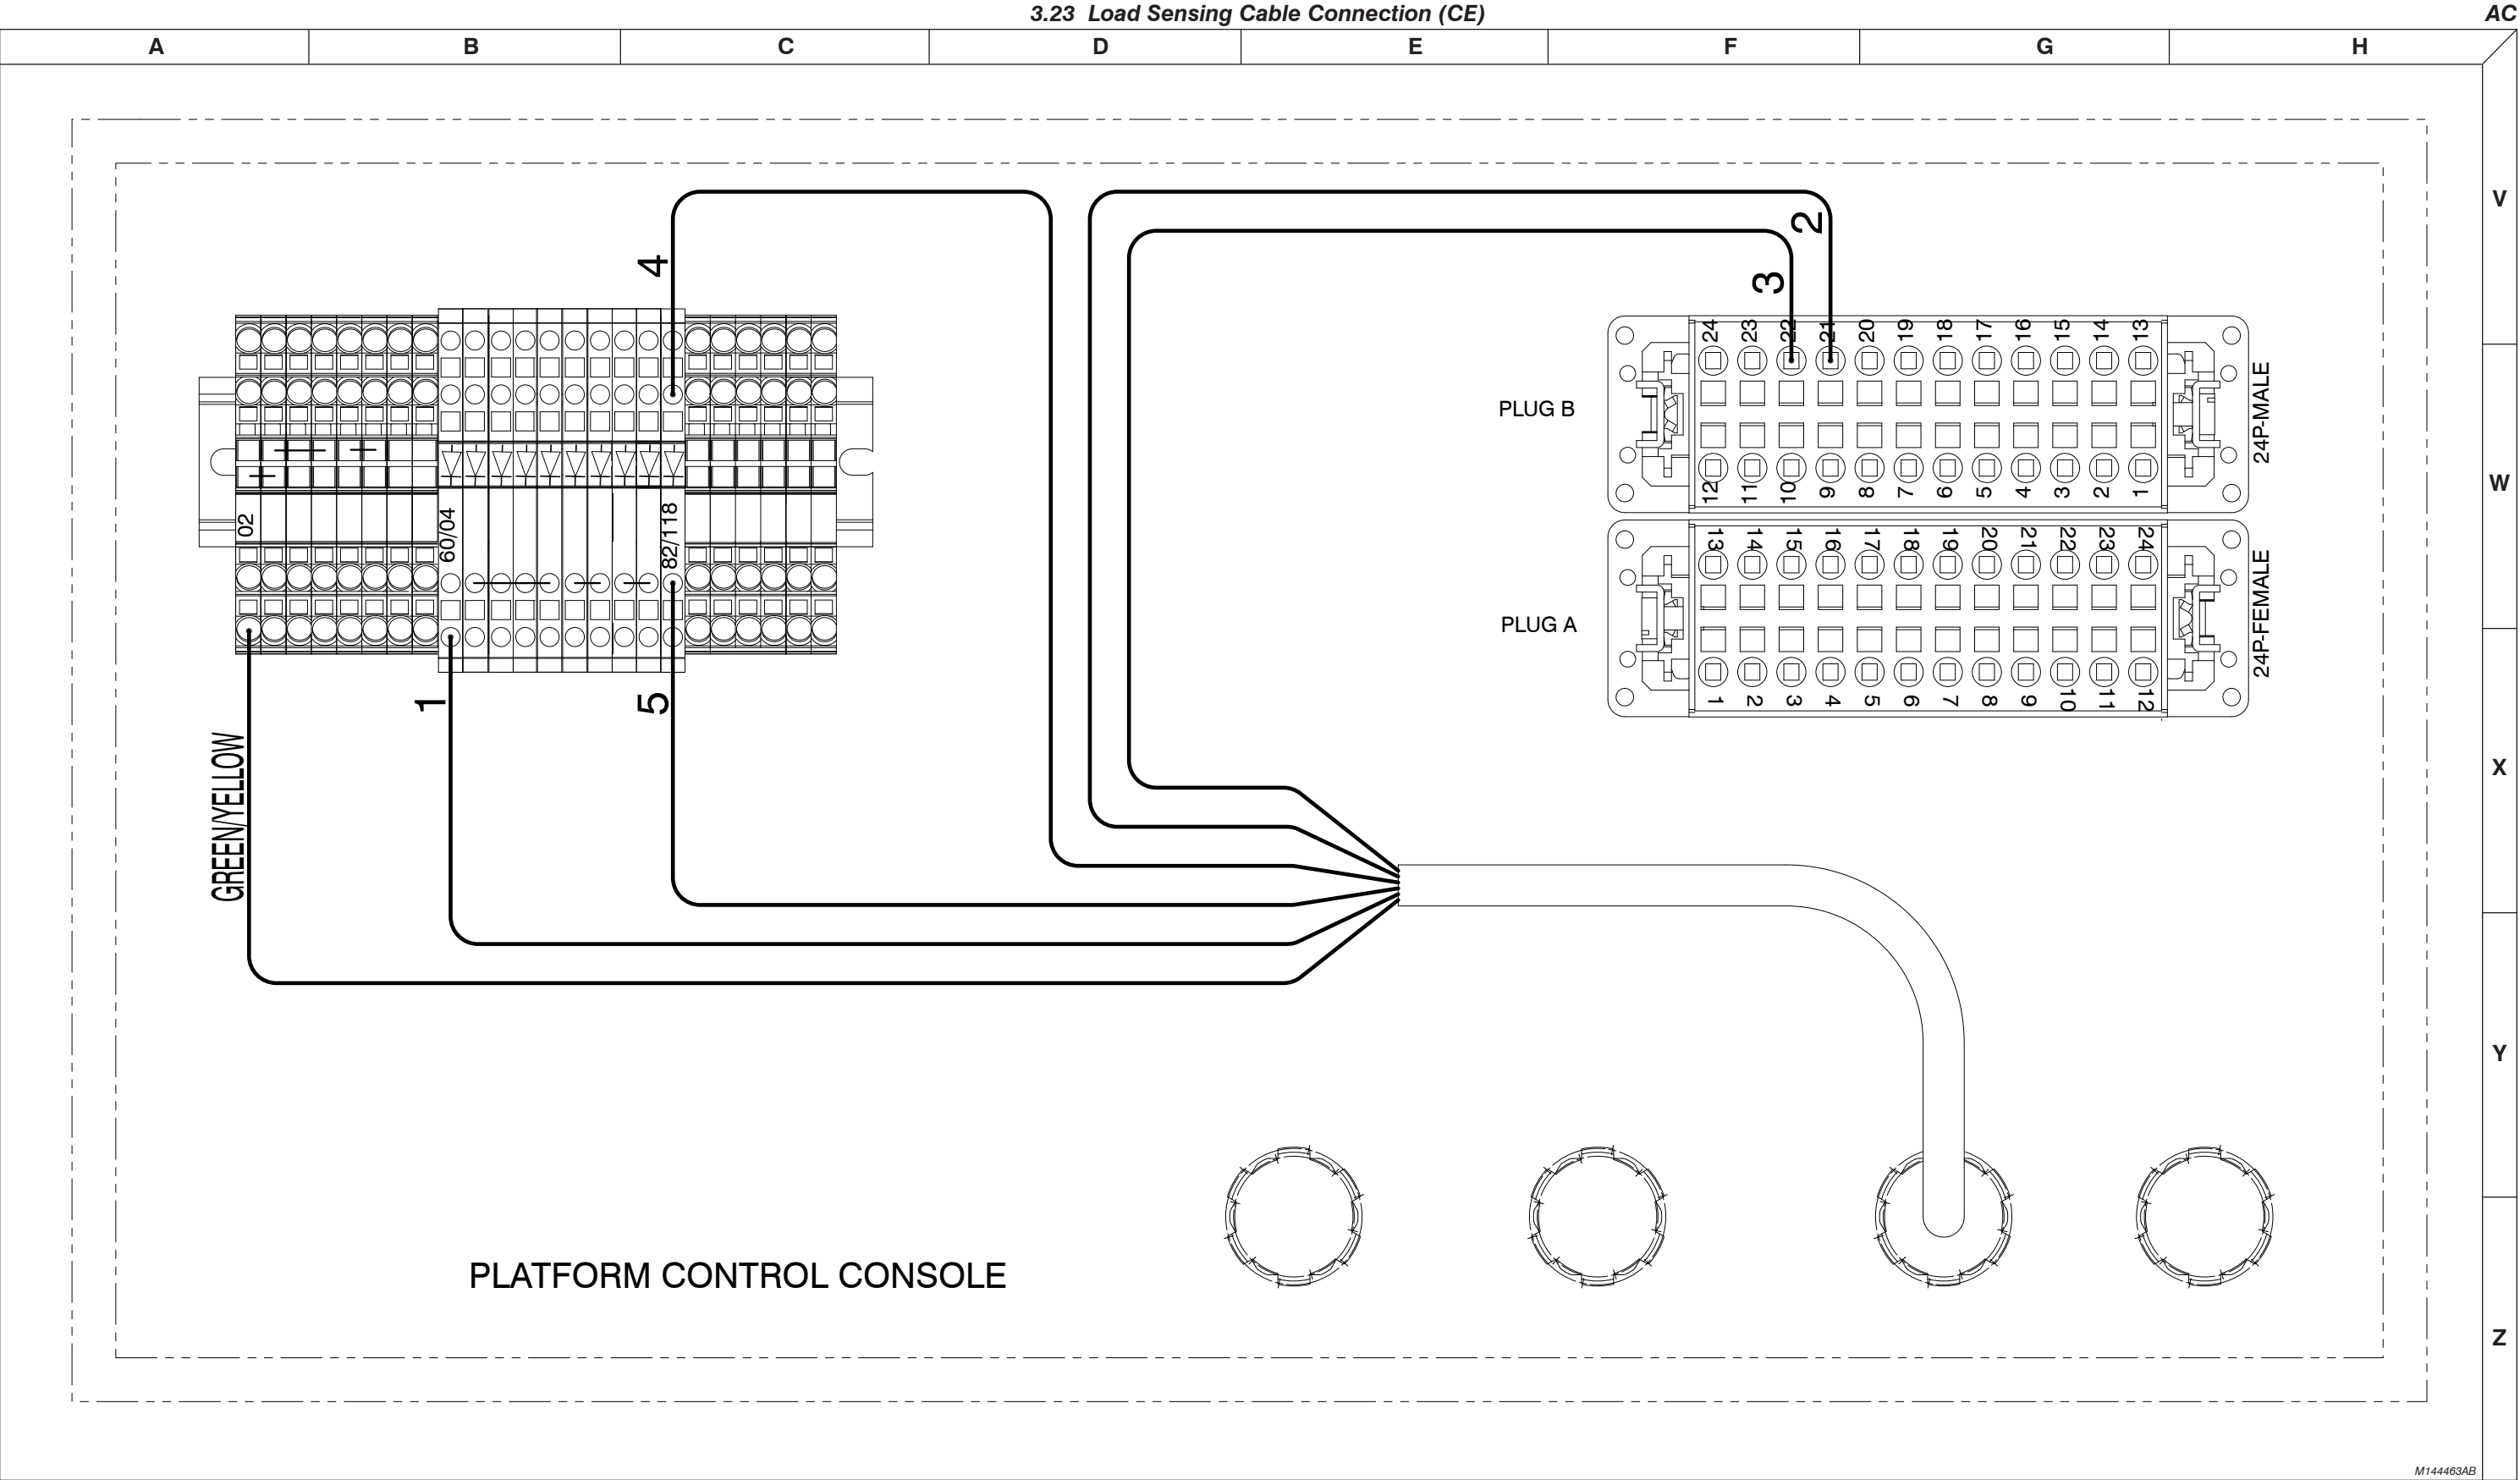 3.23 Load Sensing Cable Connection (CE)
AC
A B C D E F G H
V
W
X
Y
Z
4
2
3
24 23 22 21 20 19 18 17 16 15 14 13
PLUG B
24P-MALE
12 11 10 9 8 7 6 5 4 3 2 1
02
60/04
82/118
13 14 15 16 17 18 19 20 21 22 23 24
PLUG A
24P-FEMALE
1 2 3 4 5 6 7 8 9 10 11 12
1
5
GREEN/YELLOW
PLATFORM CONTROL CONSOLE
M144463AB